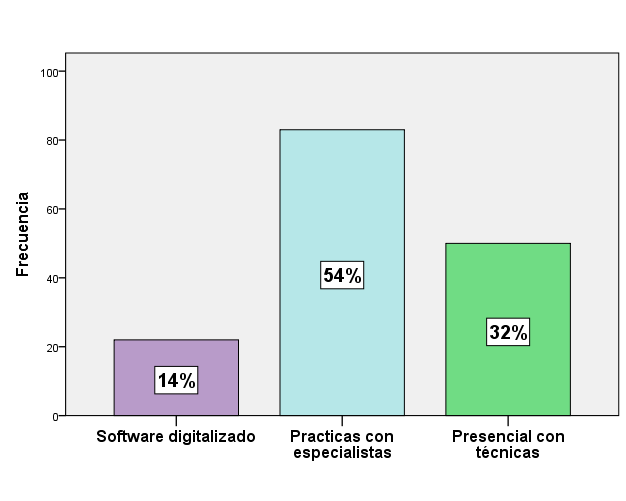 Frecuencia
100
80
60
40
20
0
14%
54%
32%
Software digitalizado
Practicas con
especialistas
Presencial con
técnicas